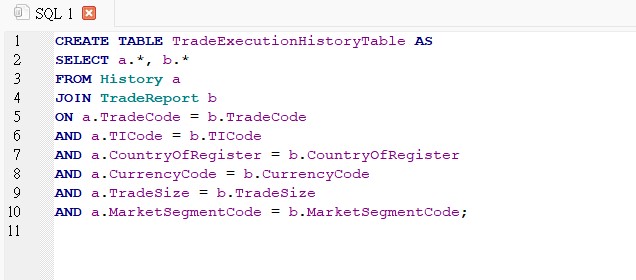 SQL 1
1 CREATE TABLE TradeExecutionHistoryTable AS
2 SELECT a.*, b.*
3 FROM History a
4 JOIN TradeReport b
5 ON a.TradeCode = b.TradeCode
6 AND a.TICode = b.TICode
7 AND a.CountryOfRegister = b.CountryOfRegister
8 AND a.CurrencyCode = b.CurrencyCode
9 AND a.TradeSize = b.TradeSize
10 AND a.MarketSegmentCode = b.MarketSegmentCode;
11